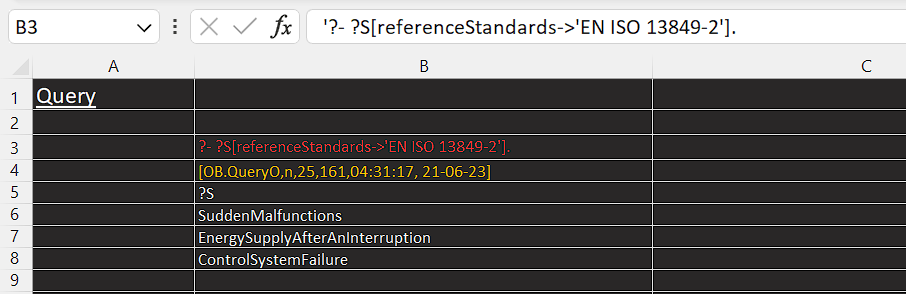 B3 fx '?- ?S[referenceStandards->'EN ISO 13849-2'].
A B C
1 Query
2
3 ?- ?S[referenceStandards->'EN ISO 13849-2'].
4 [OB.QueryO,n,25,161,04:31:17, 21-06-23]
5 ?S
6 SuddenMalfunctions
7 EnergySupplyAfterAnInterruption
8 ControlSystemFailure
9